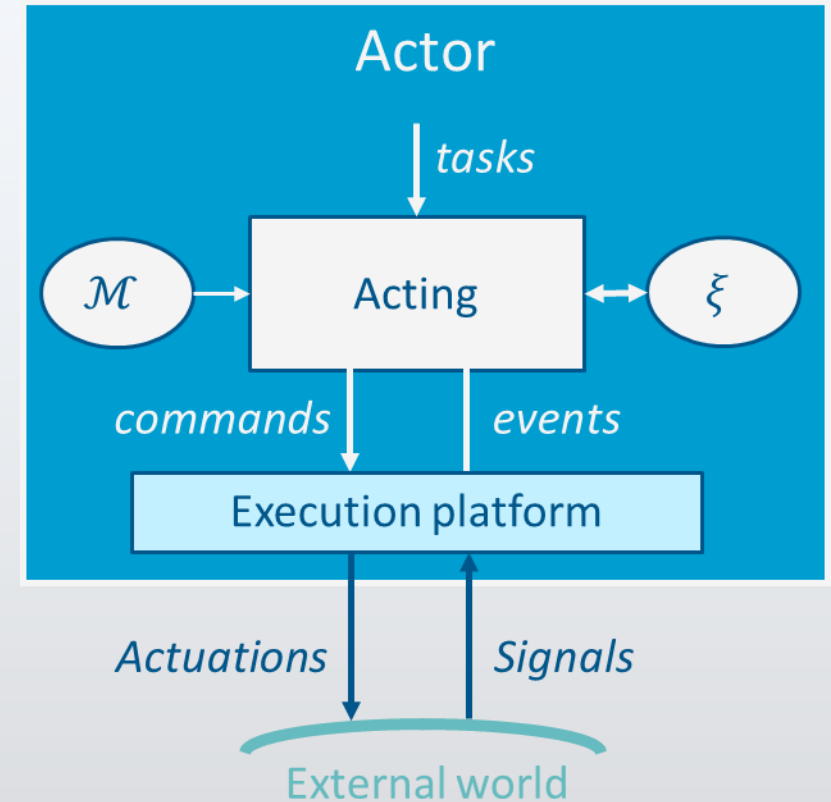 Actor
tasks
ℳ
Acting
ξ
commands
events
Execution platform
Actuations
Signals
External world